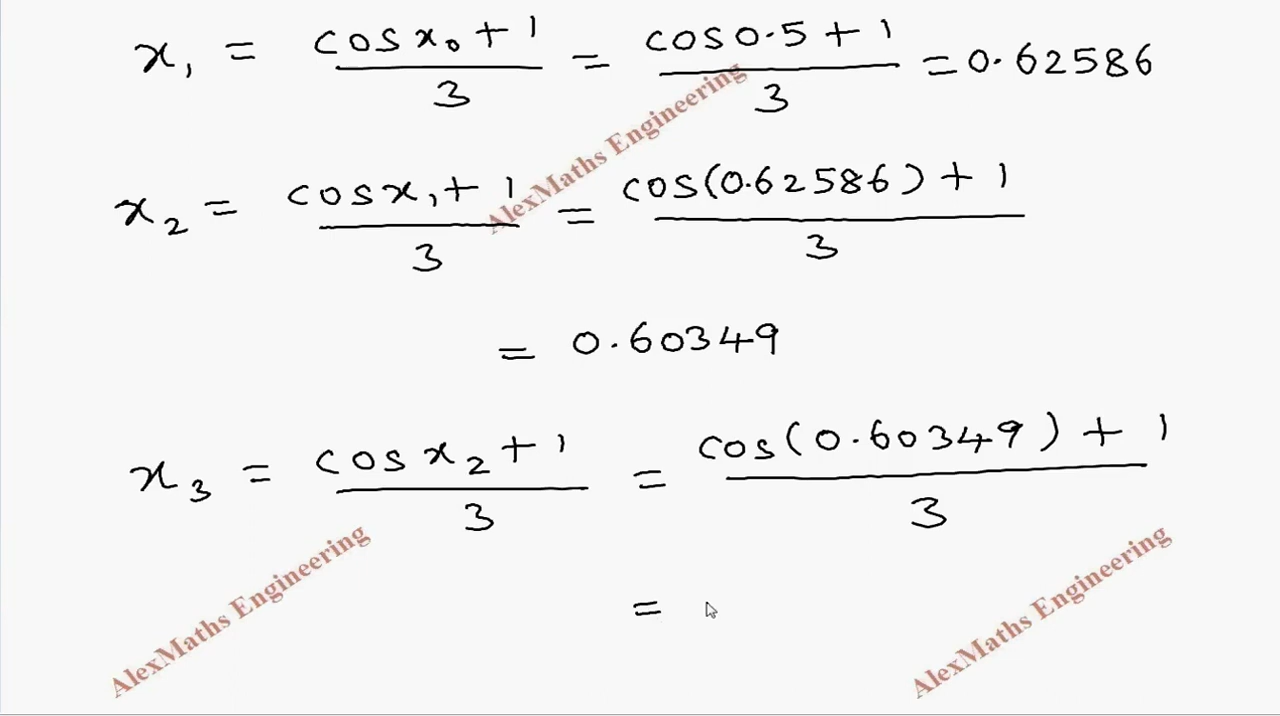 x₁ = (cos x₀ + 1)/3 = (cos 0.5 + 1)/3 = 0.62586
AlexMaths Engineering
x₂ = (cos x₁ + 1)/3 = (cos(0.62586) + 1)/3
= 0.60349
x₃ = (cos x₂ + 1)/3 = (cos(0.60349) + 1)/3
=
AlexMaths Engineering
AlexMaths Engineering